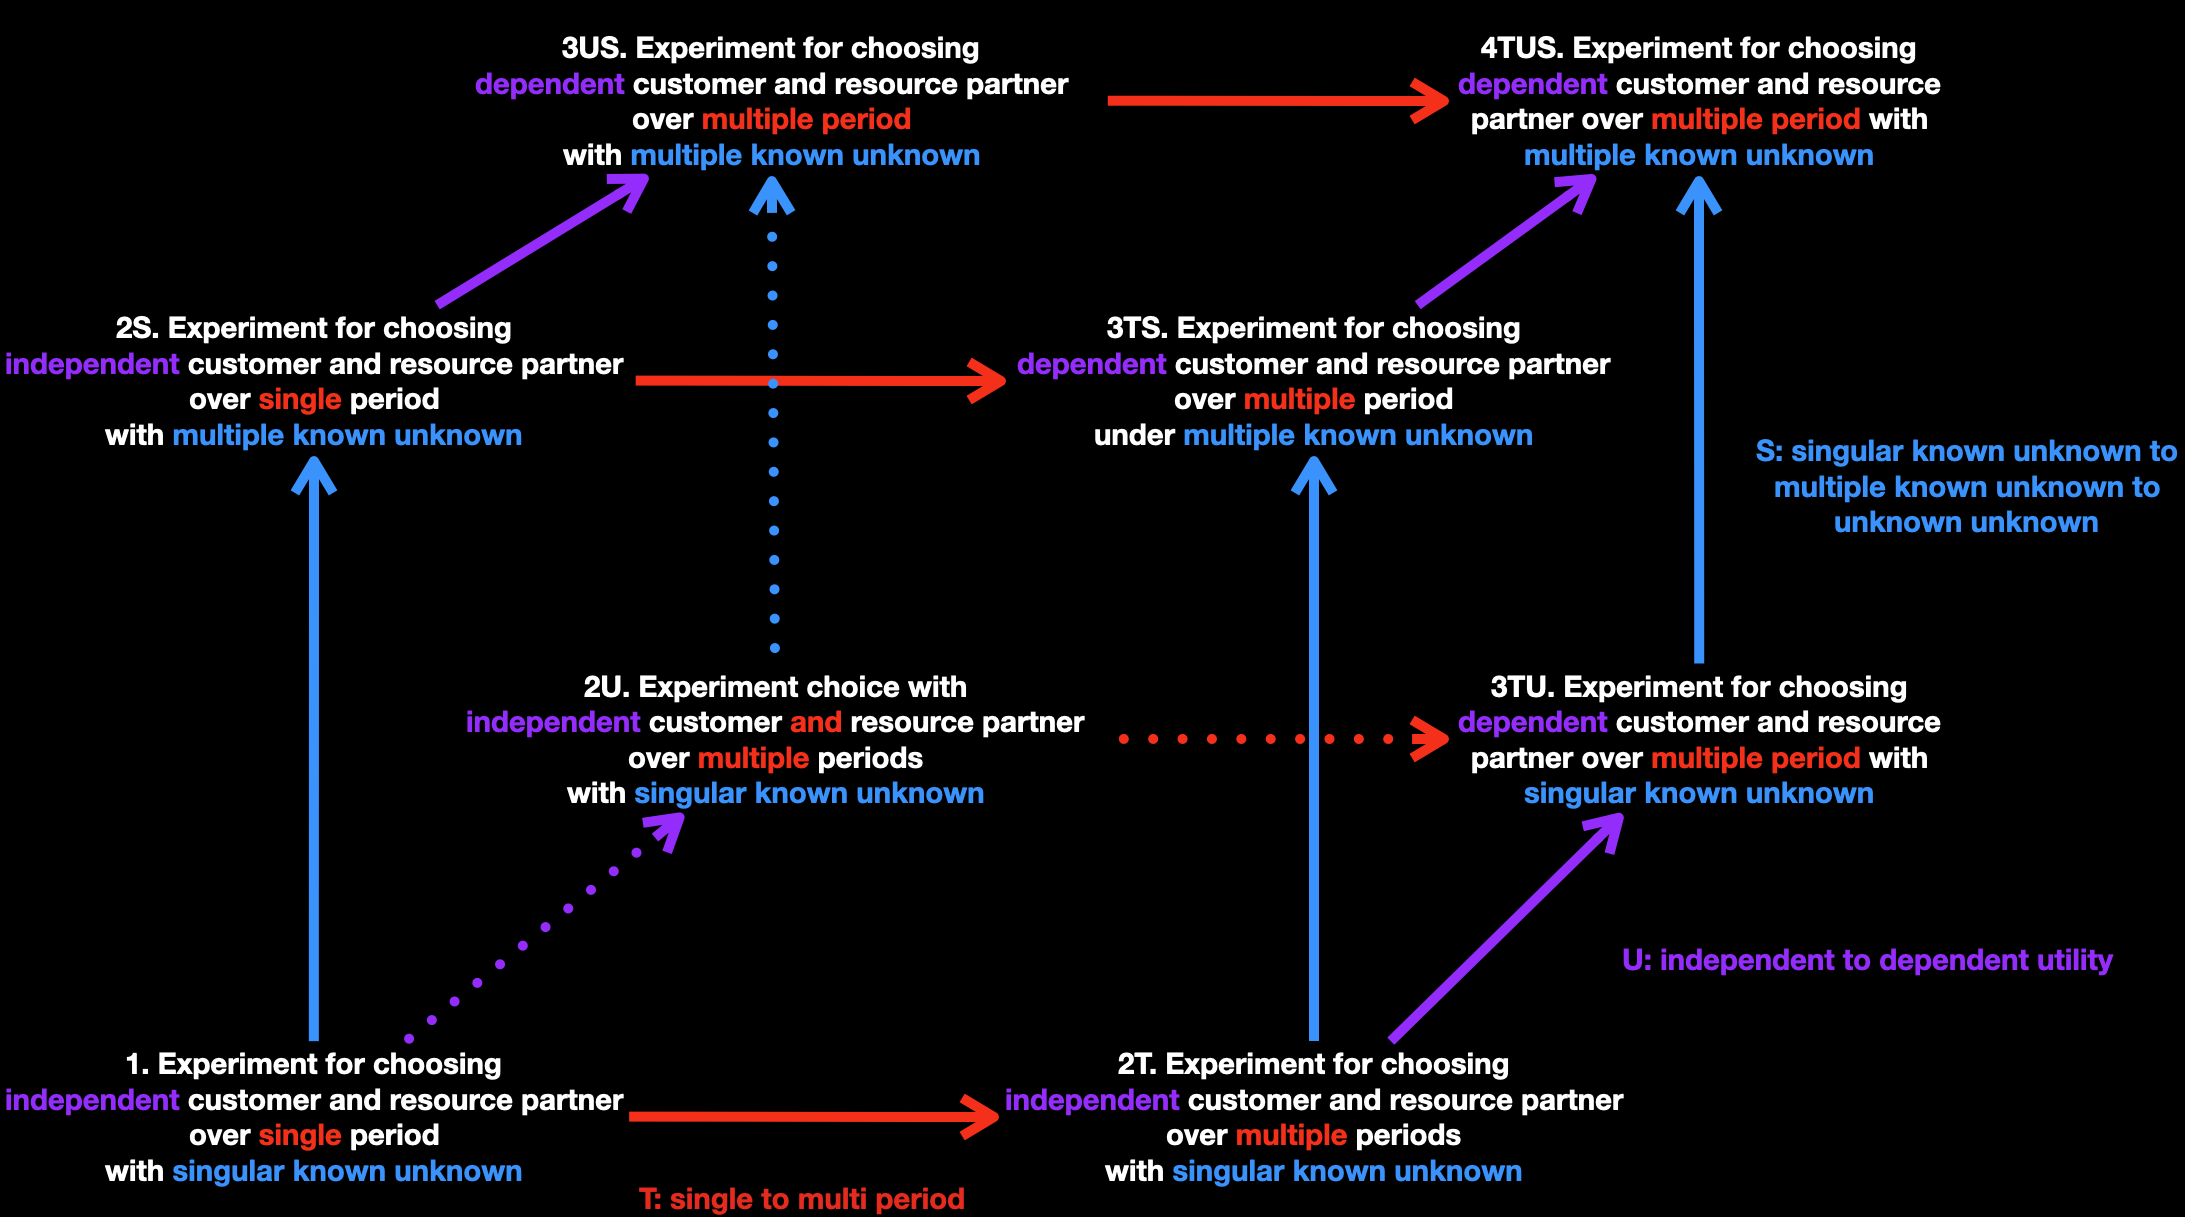 3US. Experiment for choosing
dependent customer and resource partner
over multiple period
with multiple known unknown
4TUS. Experiment for choosing
dependent customer and resource
partner over multiple period with
multiple known unknown
2S. Experiment for choosing
independent customer and resource partner
over single period
with multiple known unknown
3TS. Experiment for choosing
dependent customer and resource partner
over multiple period
under multiple known unknown
S: singular known unknown to
multiple known unknown to
unknown unknown
2U. Experiment choice with
independent customer and resource partner
over multiple periods
with singular known unknown
3TU. Experiment for choosing
dependent customer and resource
partner over multiple period with
singular known unknown
U: independent to dependent utility
1. Experiment for choosing
independent customer and resource partner
over single period
with singular known unknown
2T. Experiment for choosing
independent customer and resource partner
over multiple periods
with singular known unknown
T: single to multi period